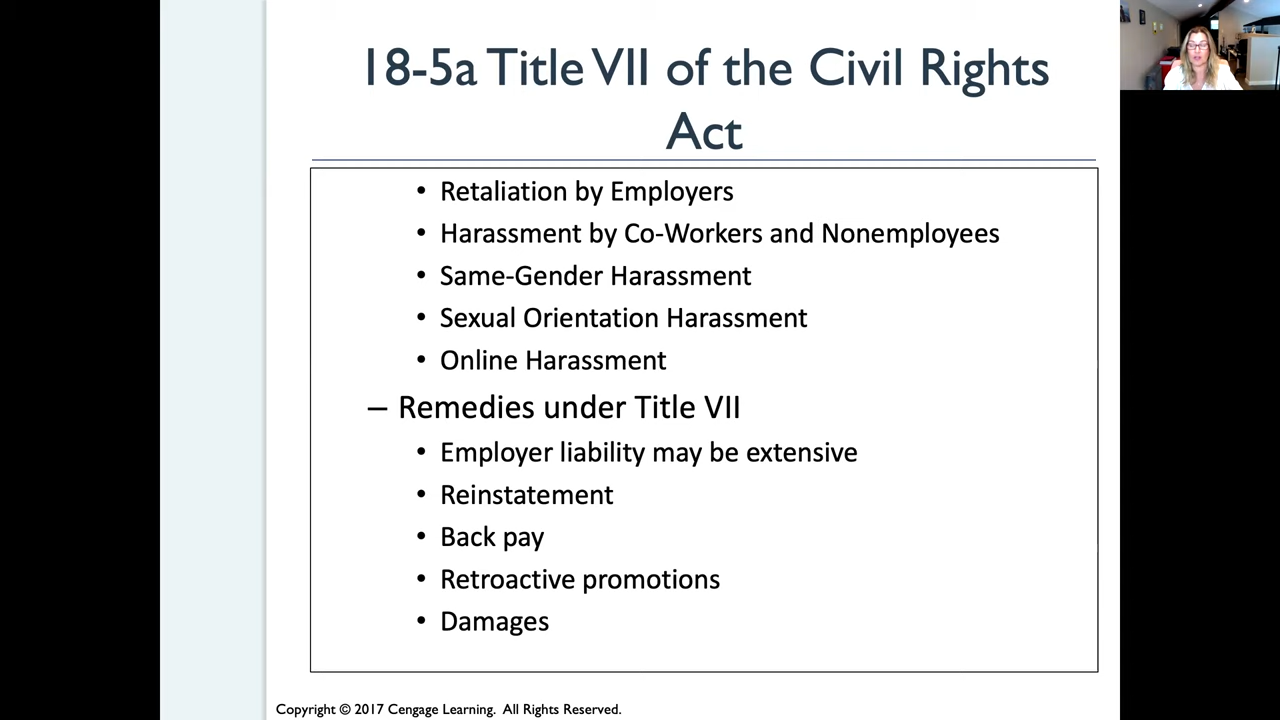 18-5a Title VII of the Civil Rights
Act
• Retaliation by Employers
• Harassment by Co-Workers and Nonemployees
• Same-Gender Harassment
• Sexual Orientation Harassment
• Online Harassment
– Remedies under Title VII
• Employer liability may be extensive
• Reinstatement
• Back pay
• Retroactive promotions
• Damages
Copyright © 2017 Cengage Learning. All Rights Reserved.